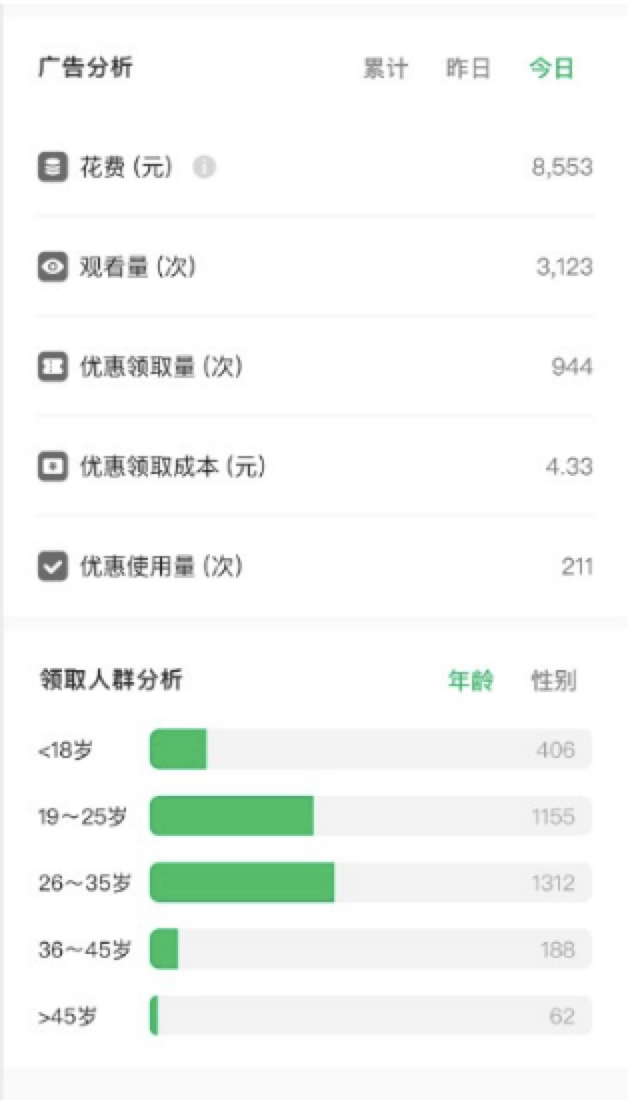 广告分析 累计 昨日 今日
花费 (元) 8,553
观看量 (次) 3,123
优惠领取量 (次) 944
优惠领取成本 (元) 4.33
优惠使用量 (次) 211
领取人群分析 年龄 性别
<18岁 406
19~25岁 1155
26~35岁 1312
36~45岁 188
>45岁 62